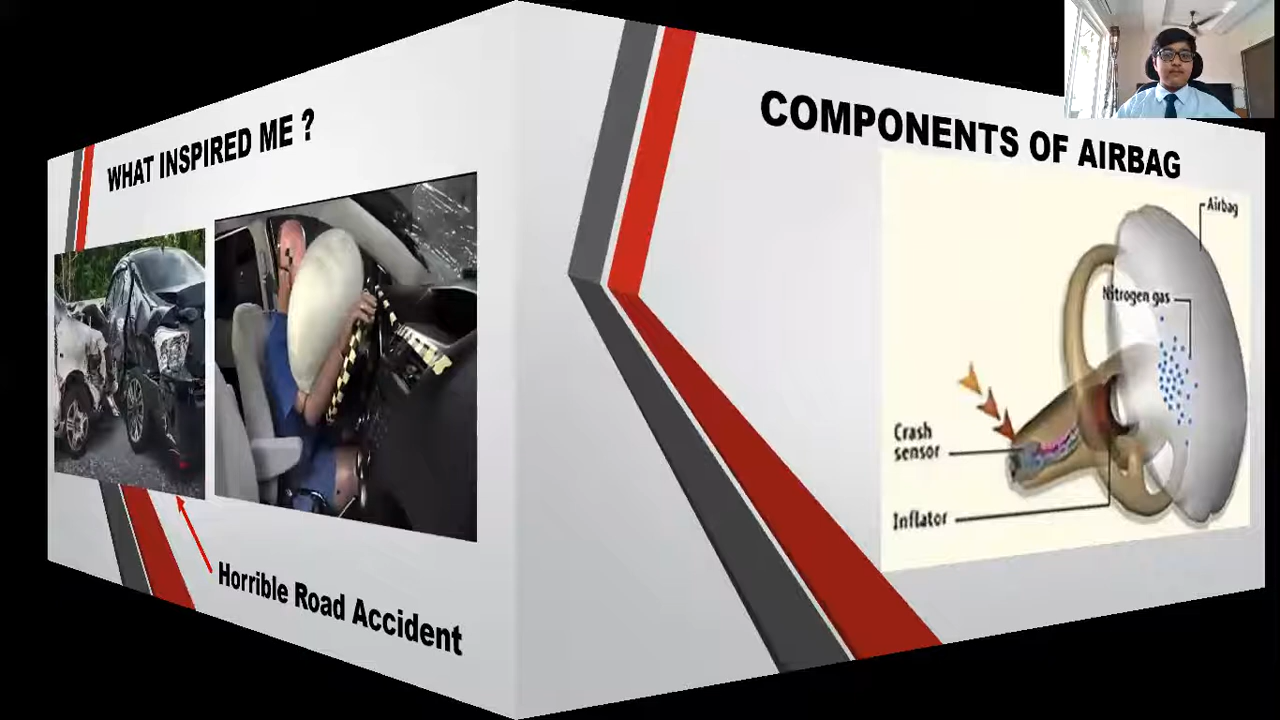 WHAT INSPIRED ME ?
Horrible Road Accident
COMPONENTS OF AIRBAG
Airbag
Nitrogen gas
Crash
sensor
Inflator